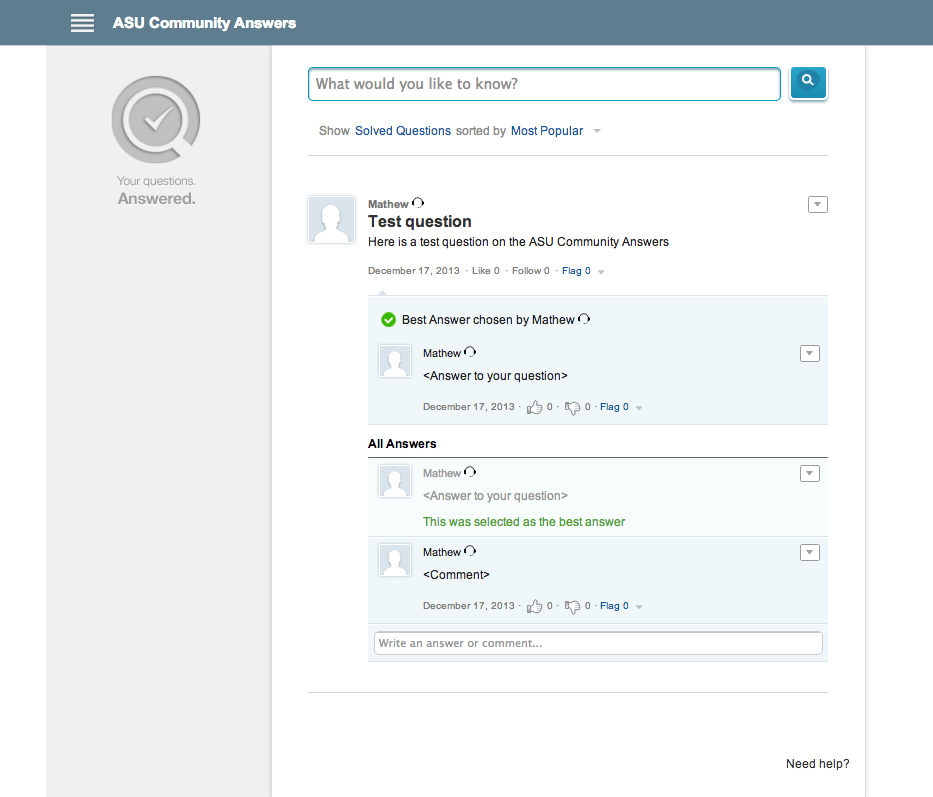 ASU Community Answers
Your questions.
Answered.
What would you like to know?
Show Solved Questions sorted by Most Popular
Mathew
Test question
Here is a test question on the ASU Community Answers
December 17, 2013 · Like 0 · Follow 0 · Flag 0
Best Answer chosen by Mathew
Mathew
<Answer to your question>
December 17, 2013 · 0 · 0 · Flag 0
All Answers
Mathew
<Answer to your question>
This was selected as the best answer
Mathew
<Comment>
December 17, 2013 · 0 · 0 · Flag 0
Write an answer or comment...
Need help?